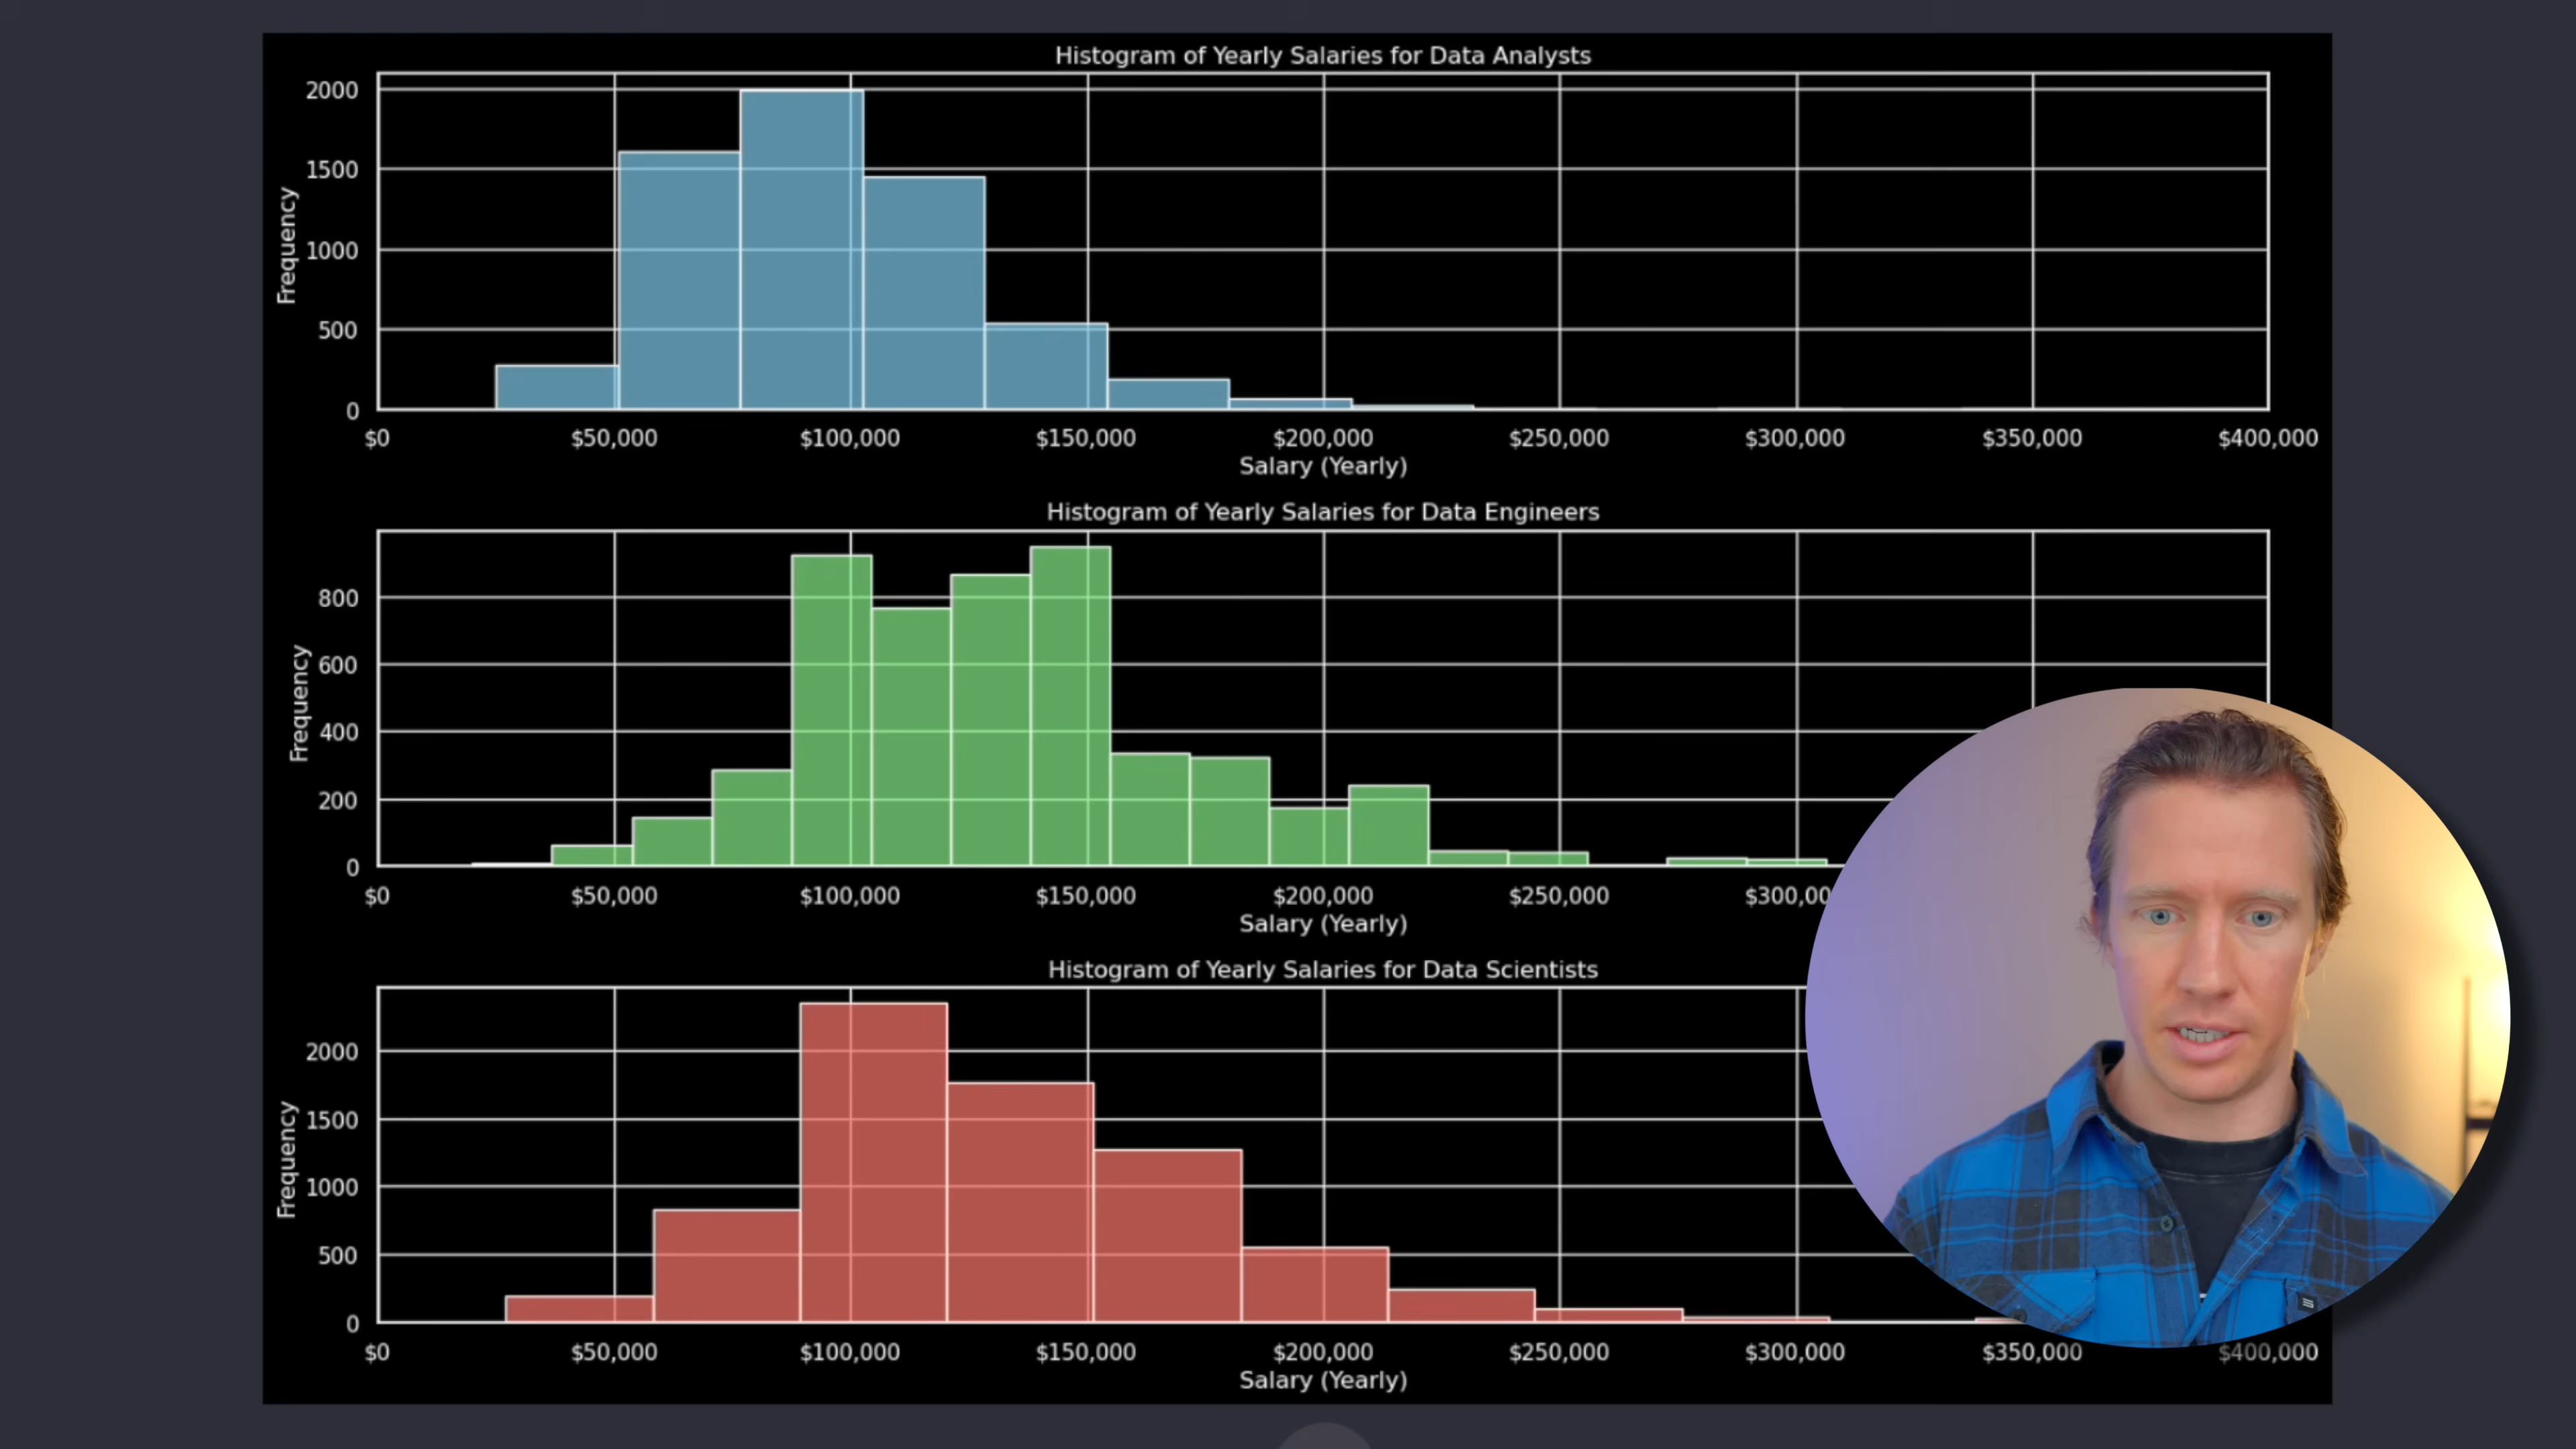 Histogram of Yearly Salaries for Data Analysts
2000
1500
1000
500
0
Frequency
$0 $50,000 $100,000 $150,000 $200,000 $250,000 $300,000 $350,000 $400,000
Salary (Yearly)
Histogram of Yearly Salaries for Data Engineers
800
600
400
200
0
Frequency
$0 $50,000 $100,000 $150,000 $200,000 $250,000 $300,0
Salary (Yearly)
Histogram of Yearly Salaries for Data Scientists
2000
1500
1000
500
0
Frequency
$0 $50,000 $100,000 $150,000 $200,000 $250,000 $300,000 $350,000 $400,000
Salary (Yearly)